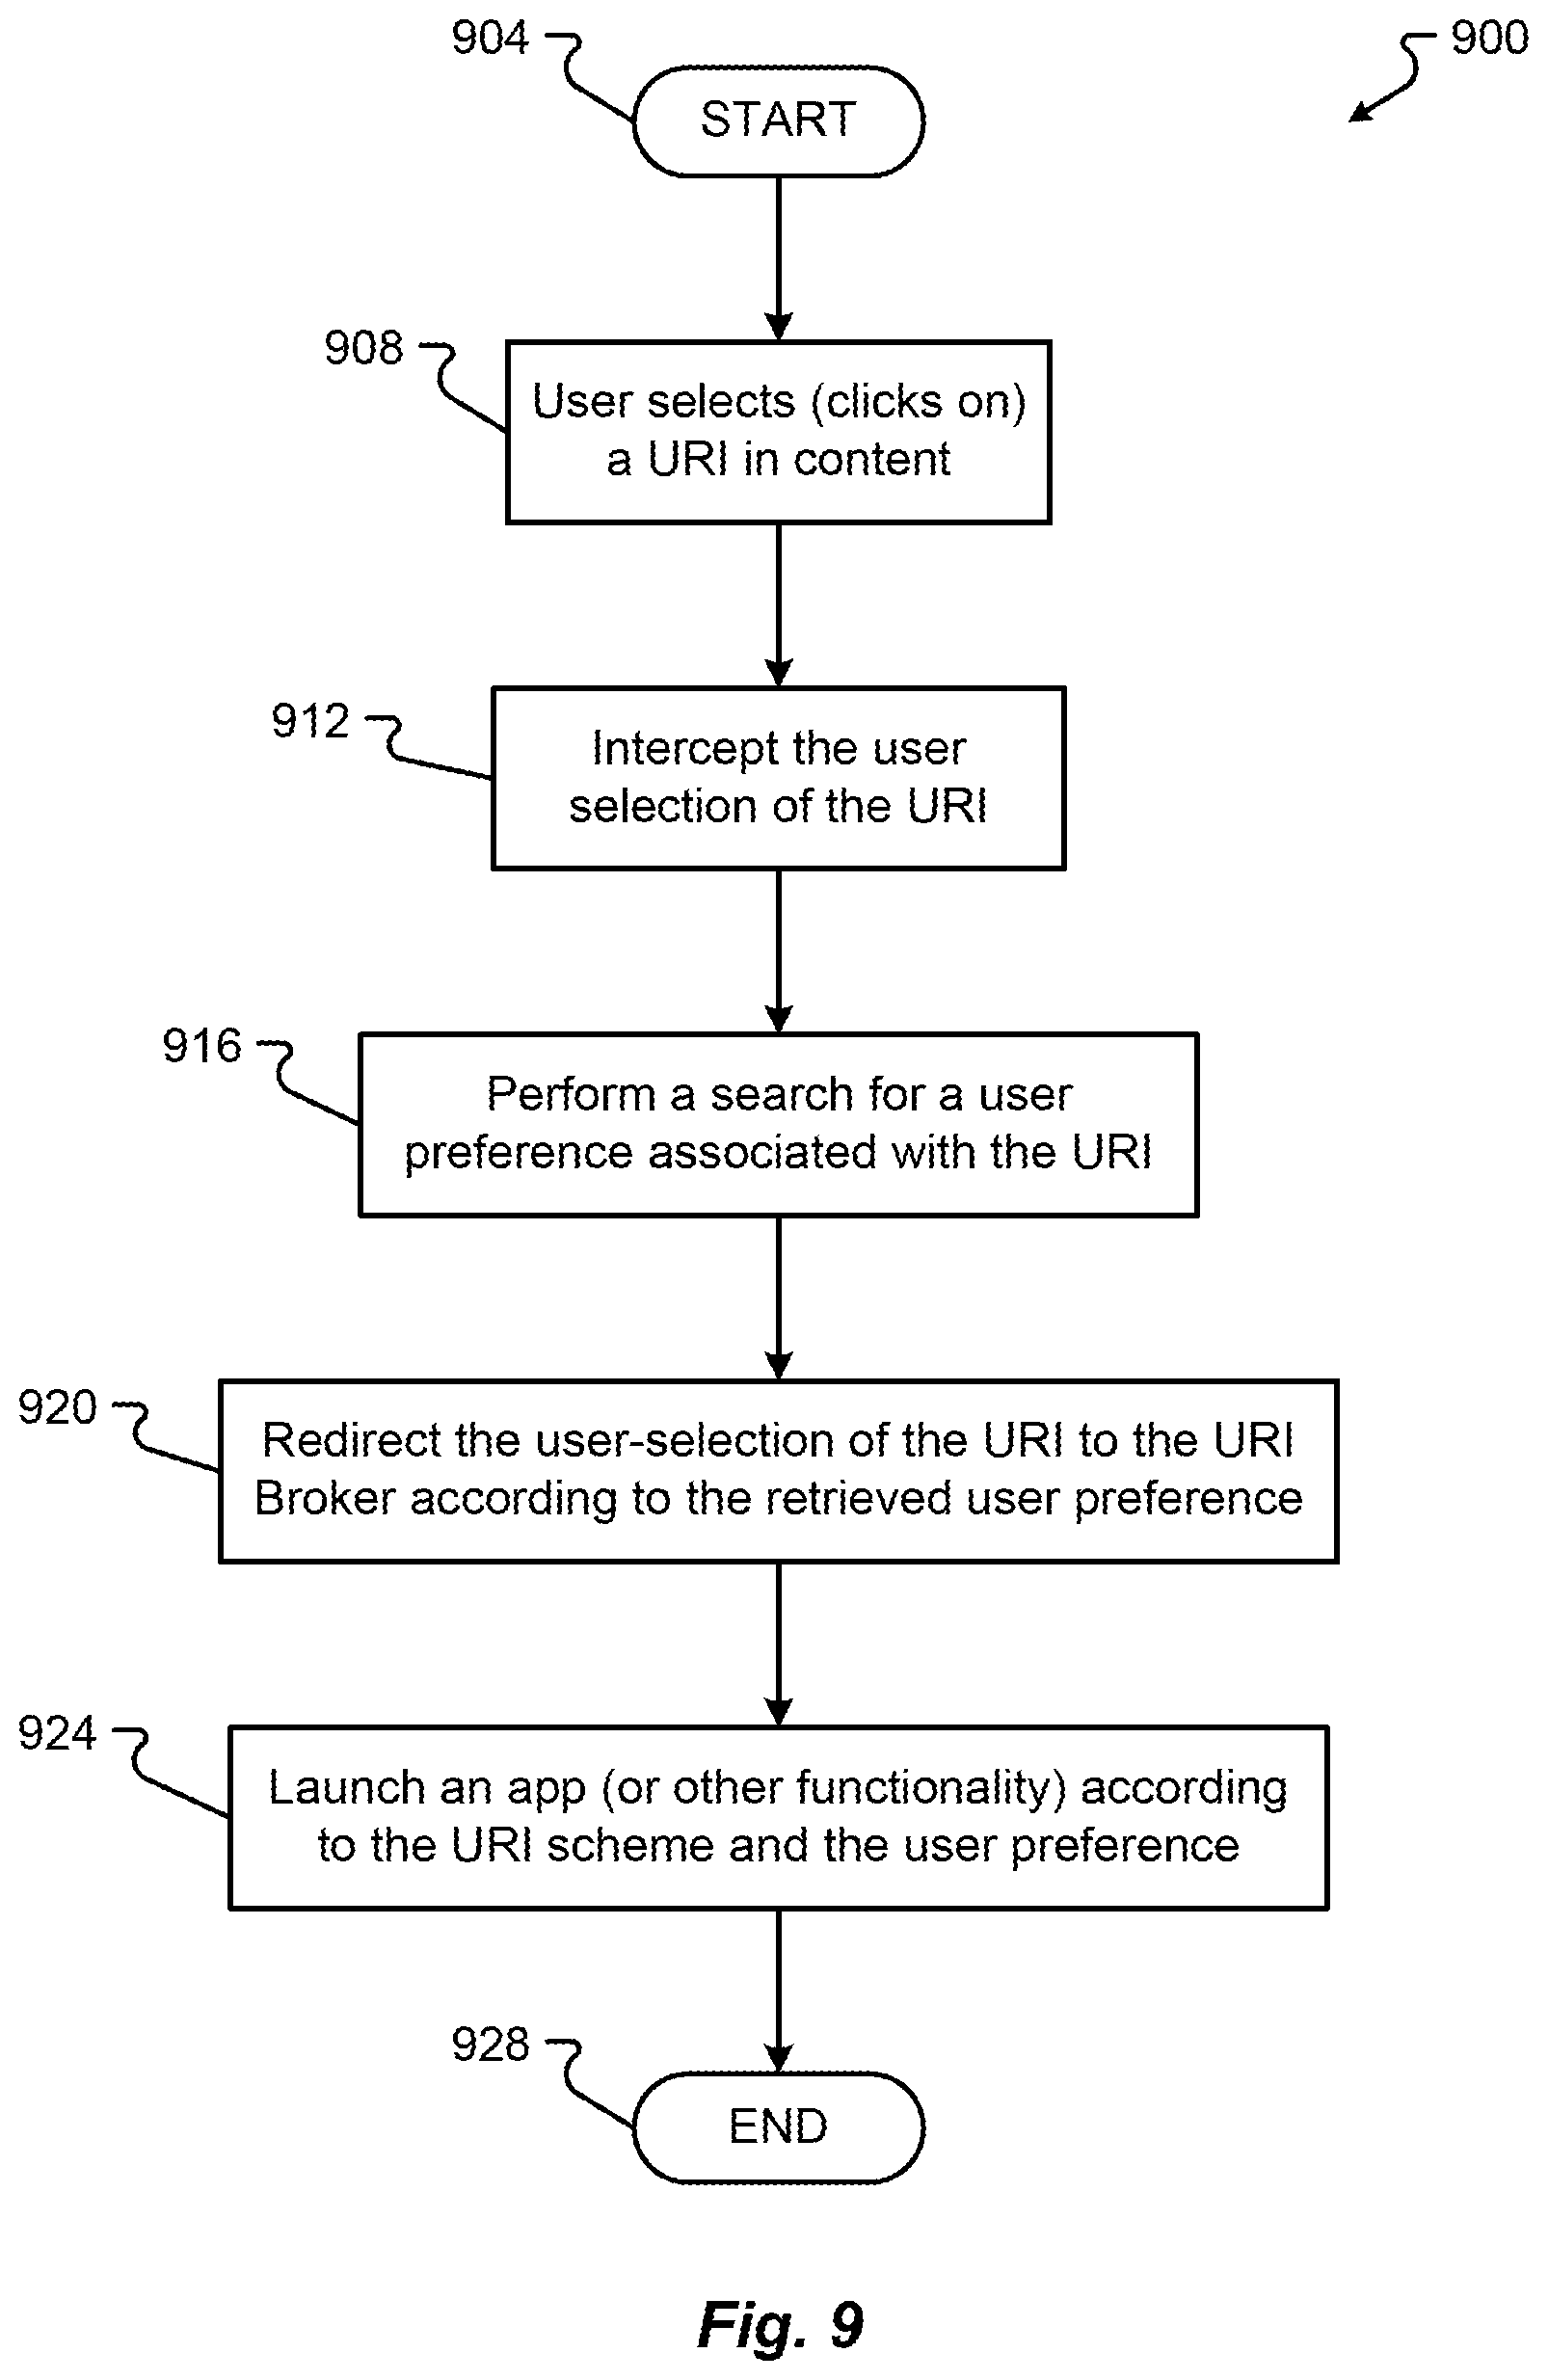 904
900
START
908
User selects (clicks on)
a URI in content
912
Intercept the user
selection of the URI
916
Perform a search for a user
preference associated with the URI
920
Redirect the user-selection of the URI to the URI
Broker according to the retrieved user preference
924
Launch an app (or other functionality) according
to the URI scheme and the user preference
928
END
Fig. 9